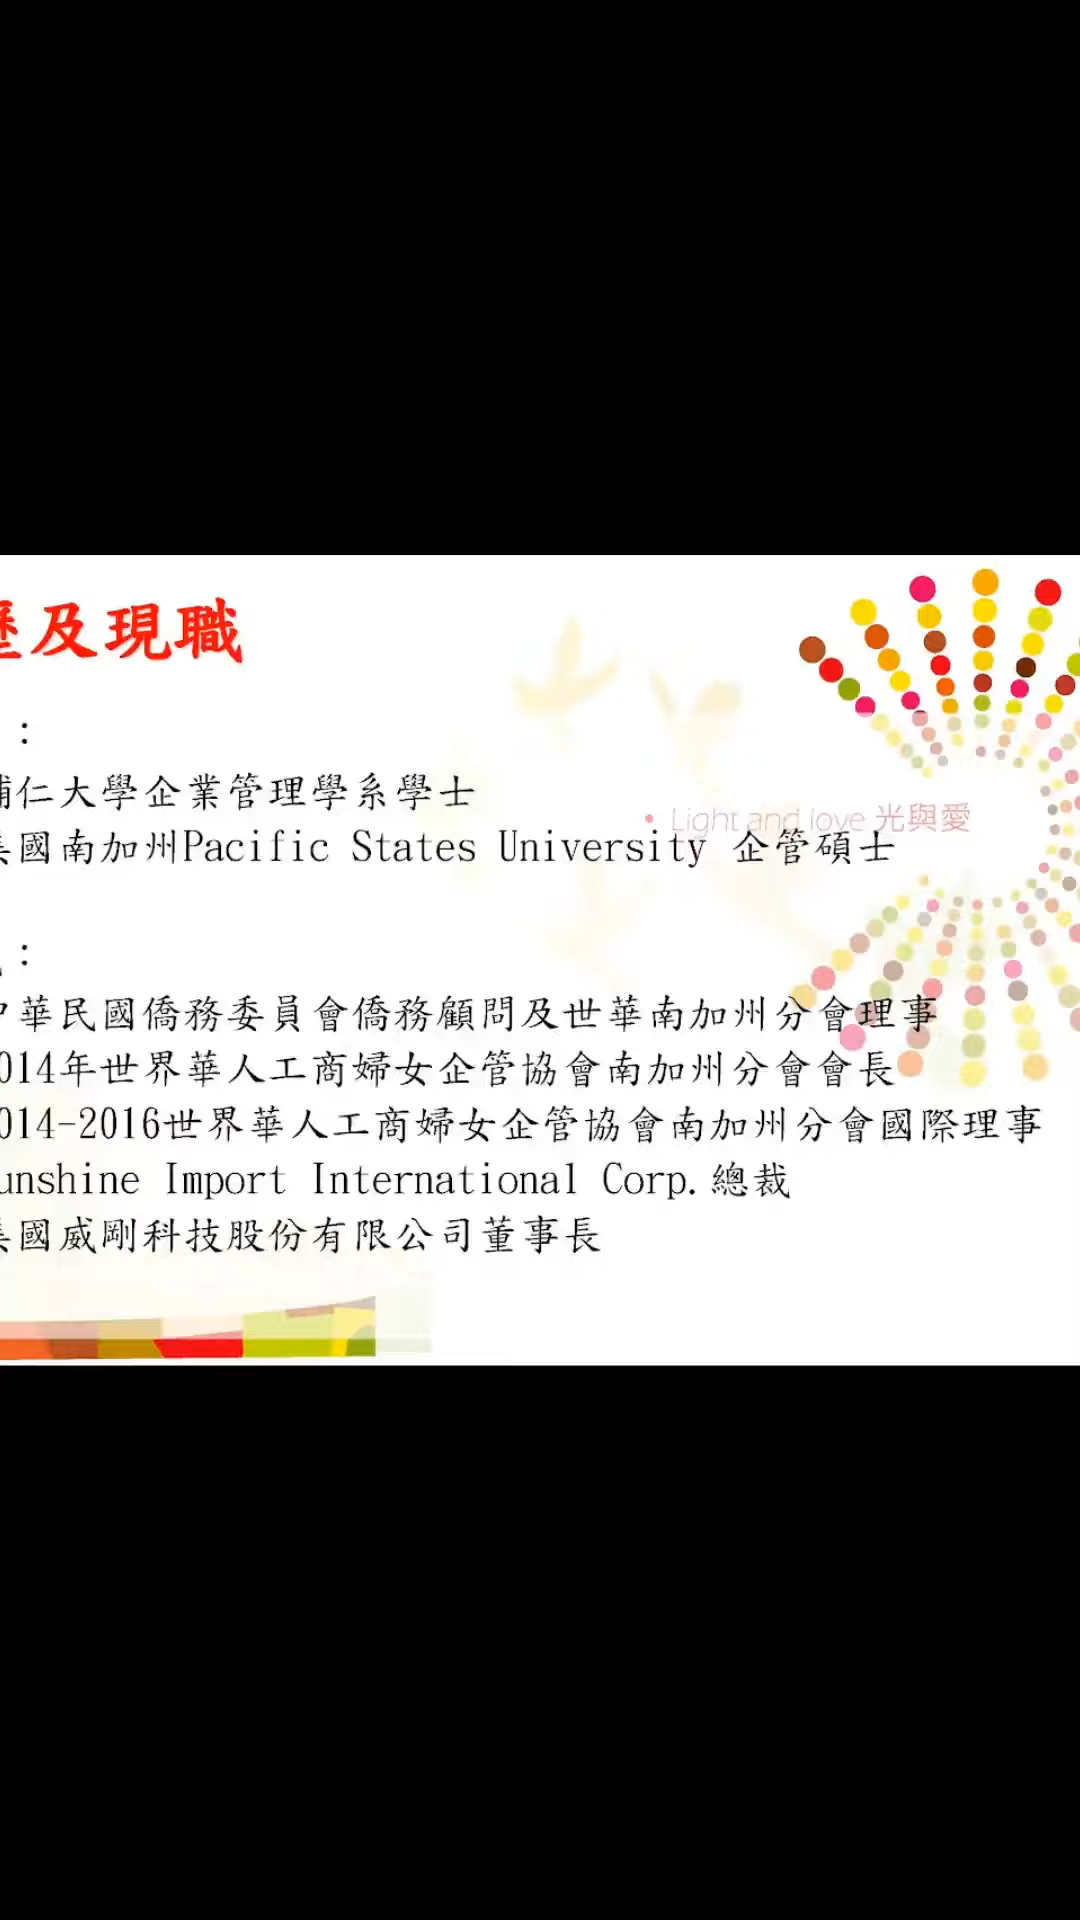 歷及現職
：
輔仁大學企業管理學系學士
Light and love 光與愛
美國南加州Pacific States University 企管碩士
：
中華民國僑務委員會僑務顧問及世華南加州分會理事
014年世界華人工商婦女企管協會南加州分會會長
014-2016世界華人工商婦女企管協會南加州分會國際理事
unshine Import International Corp.總裁
美國威剛科技股份有限公司董事長